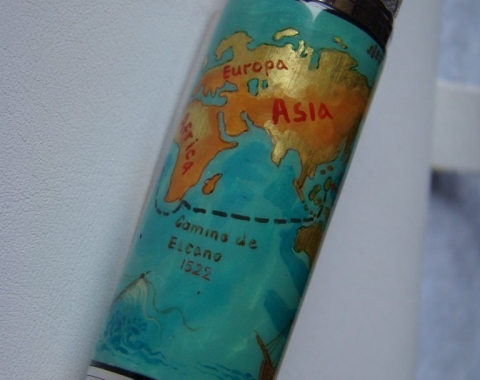 Europa
Asia
Africa
Camino de
Elcano
1522